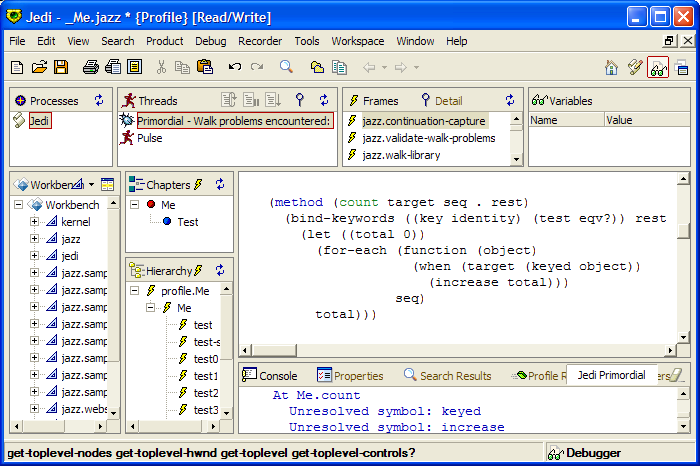 Jedi - _Me.jazz * {Profile} [Read/Write]
File Edit Search View {Product} Debug Recorder Tools Workspace Window Help
Processes
Jedi
Threads
Primordial - Walk problems encountered:
Pulse
Frames Detail
jazz.continuation-capture
jazz.validate-walk-problems
jazz.walk-library
Variables
Name Value
Workben
Workbench
kernel
jazz
jedi
jazz.samp
jazz.samp
jazz.samp
jazz.samp
jazz.samp
jazz.samp
jazz.samp
jazz.webs
Chapters
Me
Test
Hierarchy
profile.Me
Me
test
test-s
test0
test1
test2
test3
(method (count target seq . rest)
(bind-keywords ((key identity) (test eqv?)) rest
(let ((total 0))
(for-each (function (object)
(when (target (keyed object))
(increase total)))
seq)
total)))
Console Properties Search Results Profile R Jedi Primordial ers
At Me.count
Unresolved symbol: keyed
Unresolved symbol: increase
get-toplevel-nodes get-toplevel-hwnd get-toplevel get-toplevel-controls?
Debugger